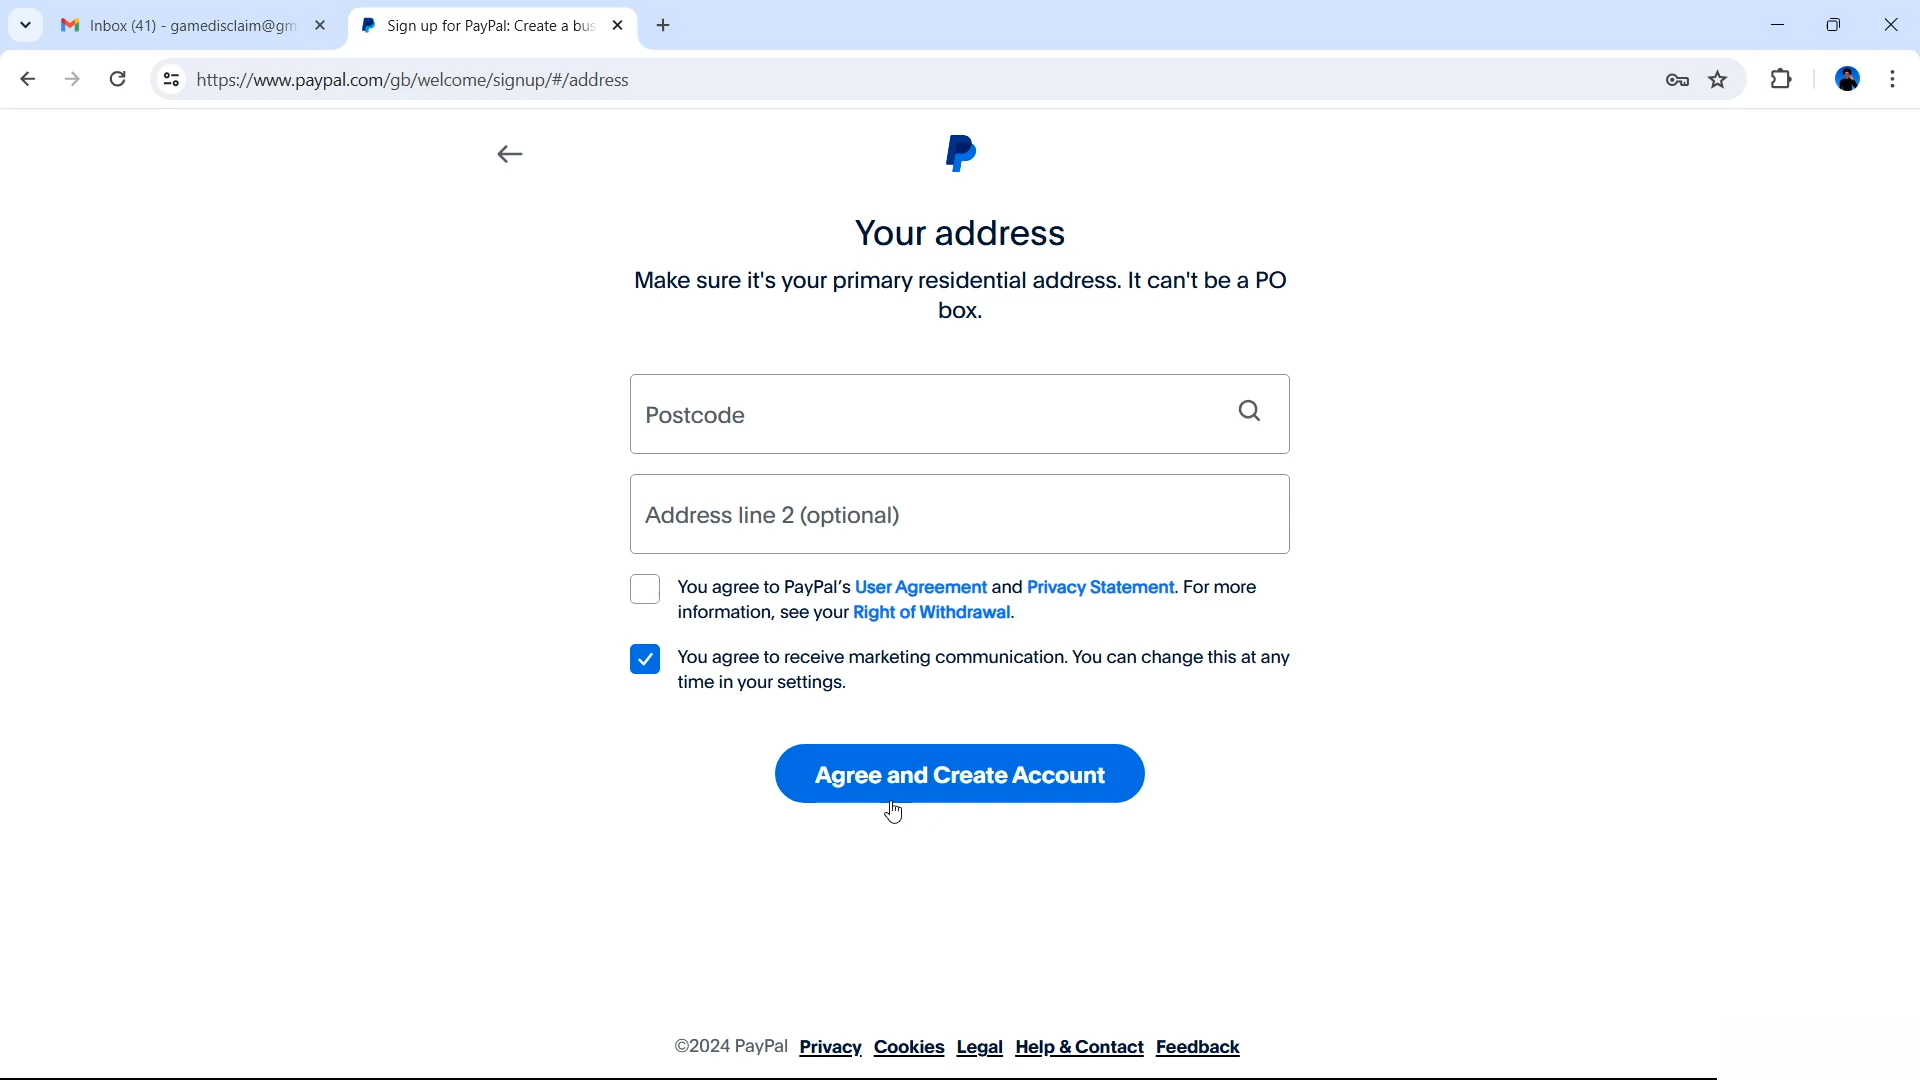 Inbox (41) - gamedisclaim@gm
Sign up for PayPal: Create a bus
https://www.paypal.com/gb/welcome/signup/#/address
Your address
Make sure it's your primary residential address. It can't be a PO
box.
Postcode
Address line 2 (optional)
You agree to PayPal's User Agreement and Privacy Statement. For more
information, see your Right of Withdrawal.
You agree to receive marketing communication. You can change this at any
time in your settings.
Agree and Create Account
©2024 PayPal Privacy Cookies Legal Help & Contact Feedback